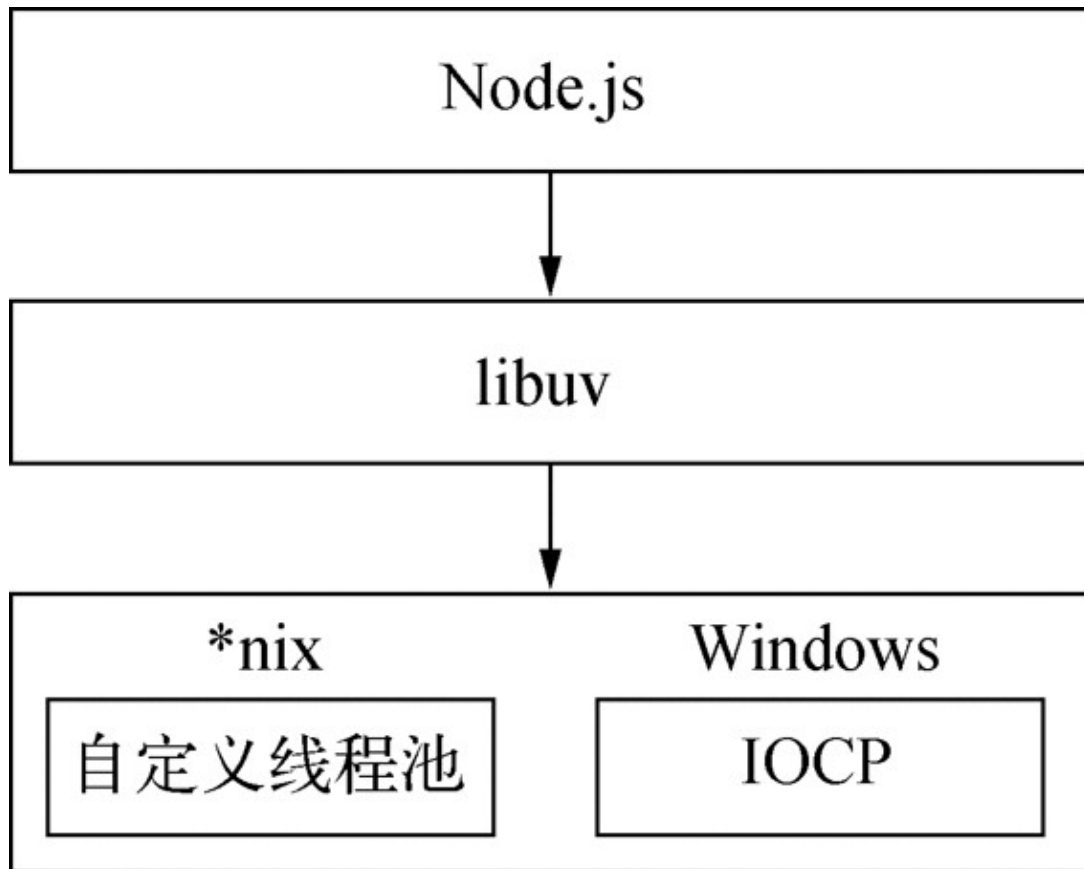 Node.js
libuv
*nix
Windows
自定义线程池
IOCP